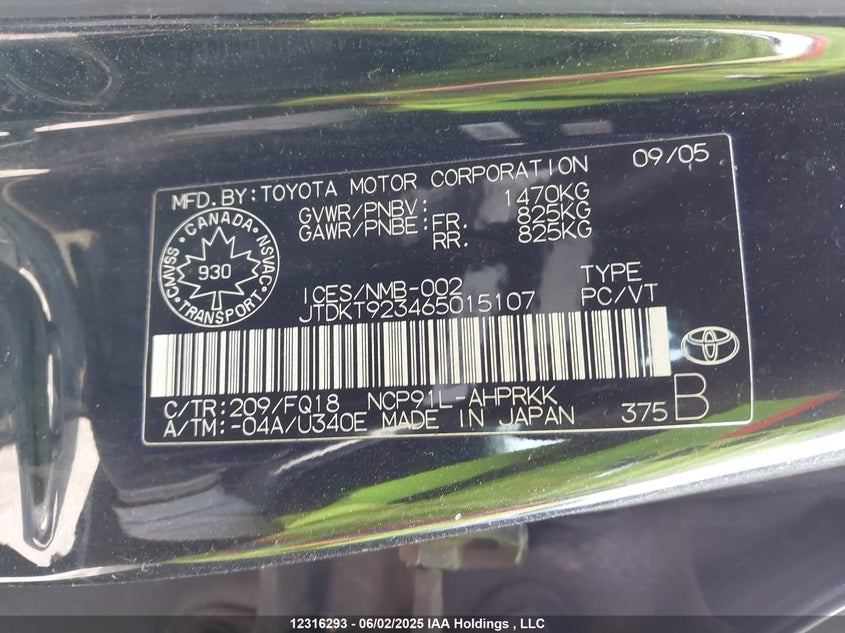 MFD.BY:TOYOTA MOTOR CORPORATION 09/05
GVWR/PNBV: 1470KG
GAWR/PNBE:FR. 825KG
RR. 825KG
CANADA · NSVAC · TRANSPORT · CMVSS ·
930
ICES/NMB-002 TYPE
JTDKT923465015107 PC/VT
C/TR:209/FQ18 NCP91L-AHPRKK
A/TM:-04A/U340E MADE IN JAPAN 375 B
12316293 - 06/02/2025 IAA Holdings , LLC